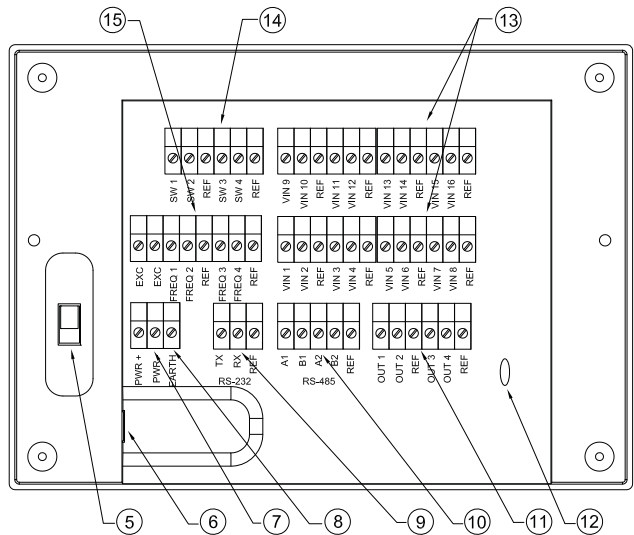 15 14 13
SW 1 SW 2 REF SW 3 SW 4 REF VIN 9 VIN 10 REF VIN 11 VIN 12 REF VIN 13 VIN 14 REF VIN 15 VIN 16 REF
EXC EXC FREQ 1 FREQ 2 REF FREQ 3 FREQ 4 REF VIN 1 VIN 2 REF VIN 3 VIN 4 REF VIN 5 VIN 6 REF VIN 7 VIN 8 REF
PWR + PWR - EARTH TX RX REF A1 B1 A2 B2 REF OUT 1 OUT 2 REF OUT 3 OUT 4 REF
RS-232 RS-485
5 6 7 8 9 10 11 12